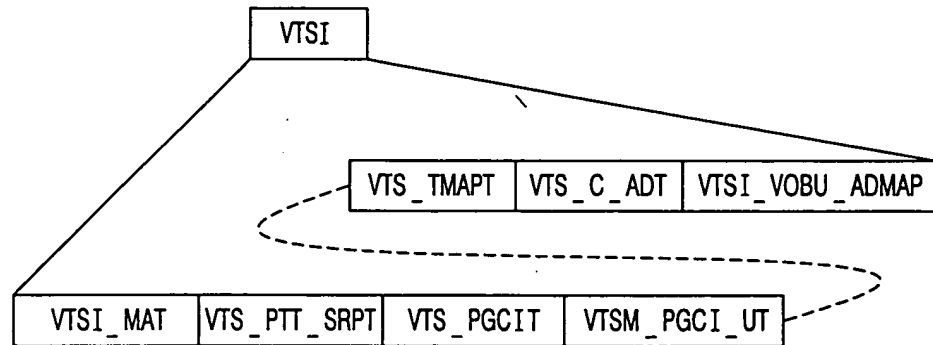 VTSI
VTS_TMAPT VTS_C_ADT VTSI_VOBU_ADMAP
VTSI_MAT VTS_PTT_SRPT VTS_PGCIT VTSM_PGCI_UT